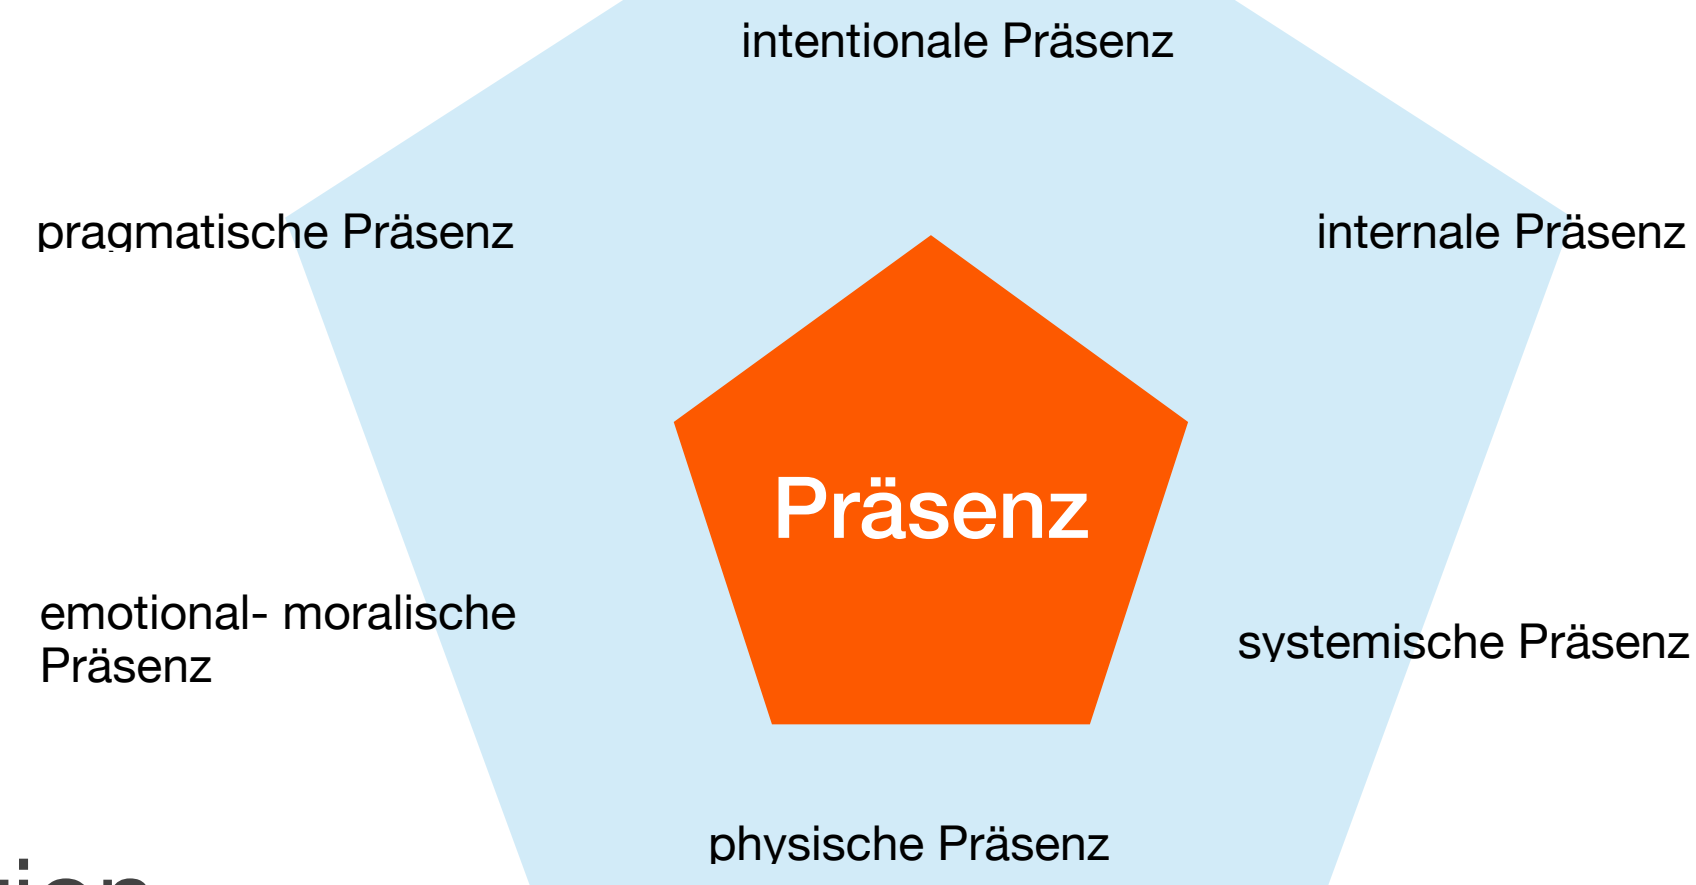 intentionale Präsenz
pragmatische Präsenz
internale Präsenz
Präsenz
emotional- moralische
Präsenz
systemische Präsenz
physische Präsenz